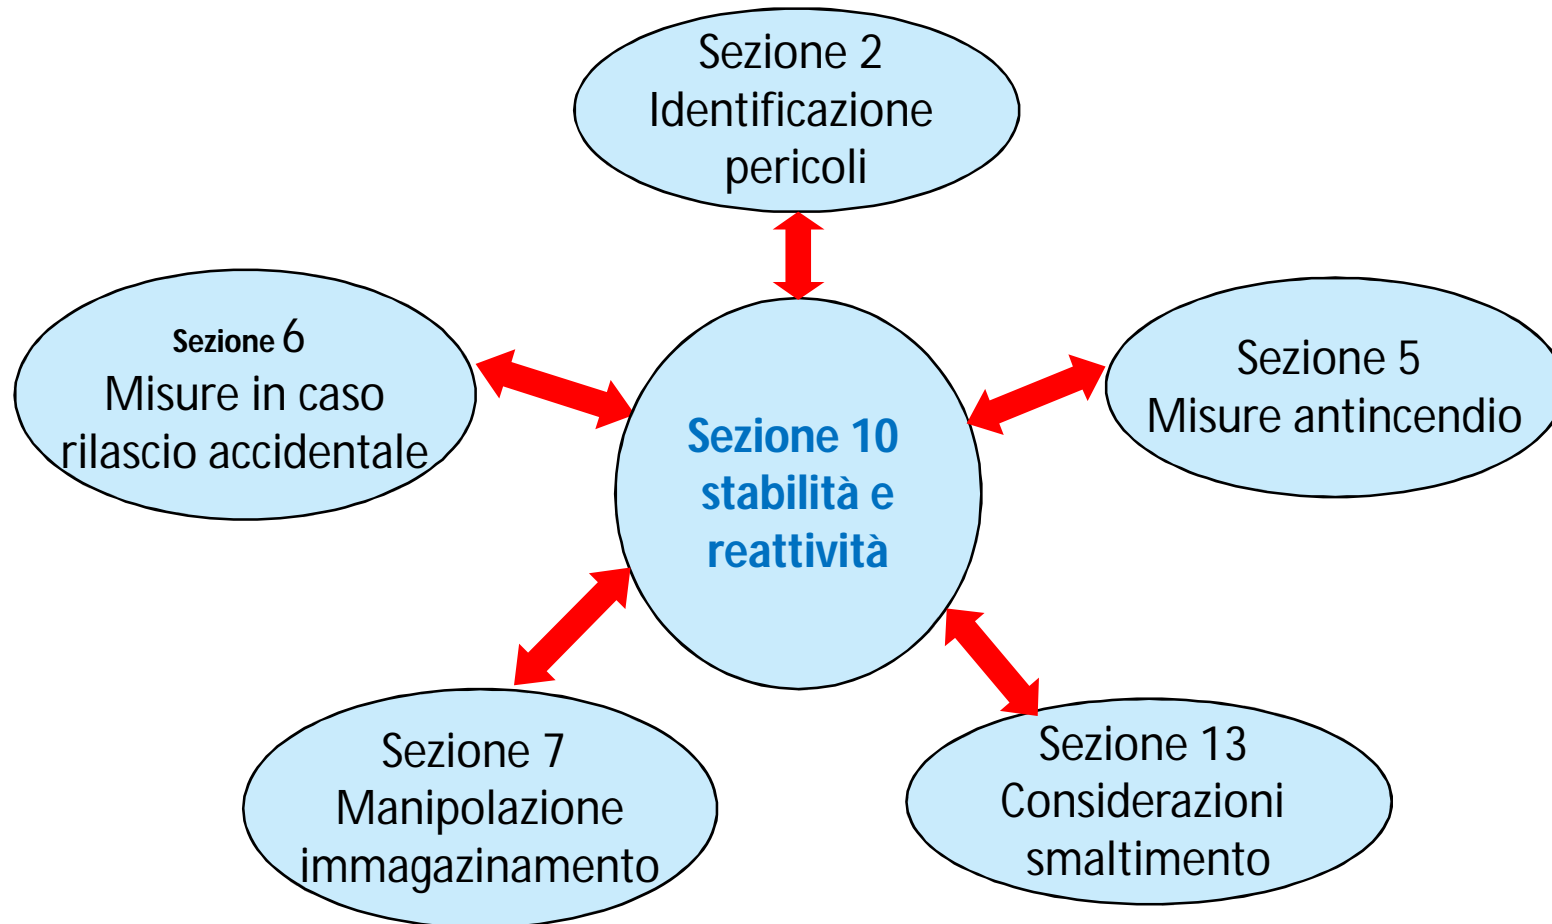 Sezione 2
Identificazione
pericoli
Sezione 6
Misure in caso
rilascio accidentale
Sezione 5
Misure antincendio
Sezione 10
stabilità e
reattività
Sezione 7
Manipolazione
immagazinamento
Sezione 13
Considerazioni
smaltimento